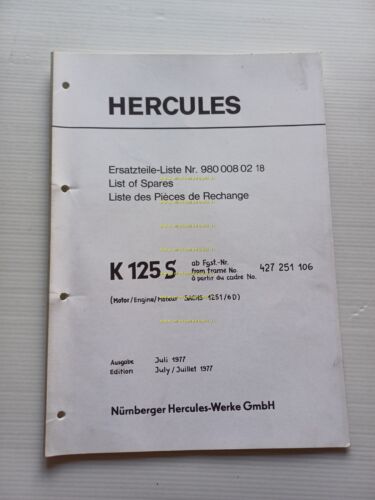 HERCULES
Ersatzteile-Liste Nr. 980 008 02 18
List of Spares
Liste des Pièces de Rechange
K 125 S
ab Fgst.-Nr.
from frame No 427 251 106
à partir du cadre No.
(Motor/Engine/Moteur SACHS 1251/6D)
Ausgabe Juli 1977
Edition July/Juillet 1977
Nürnberger Hercules-Werke GmbH